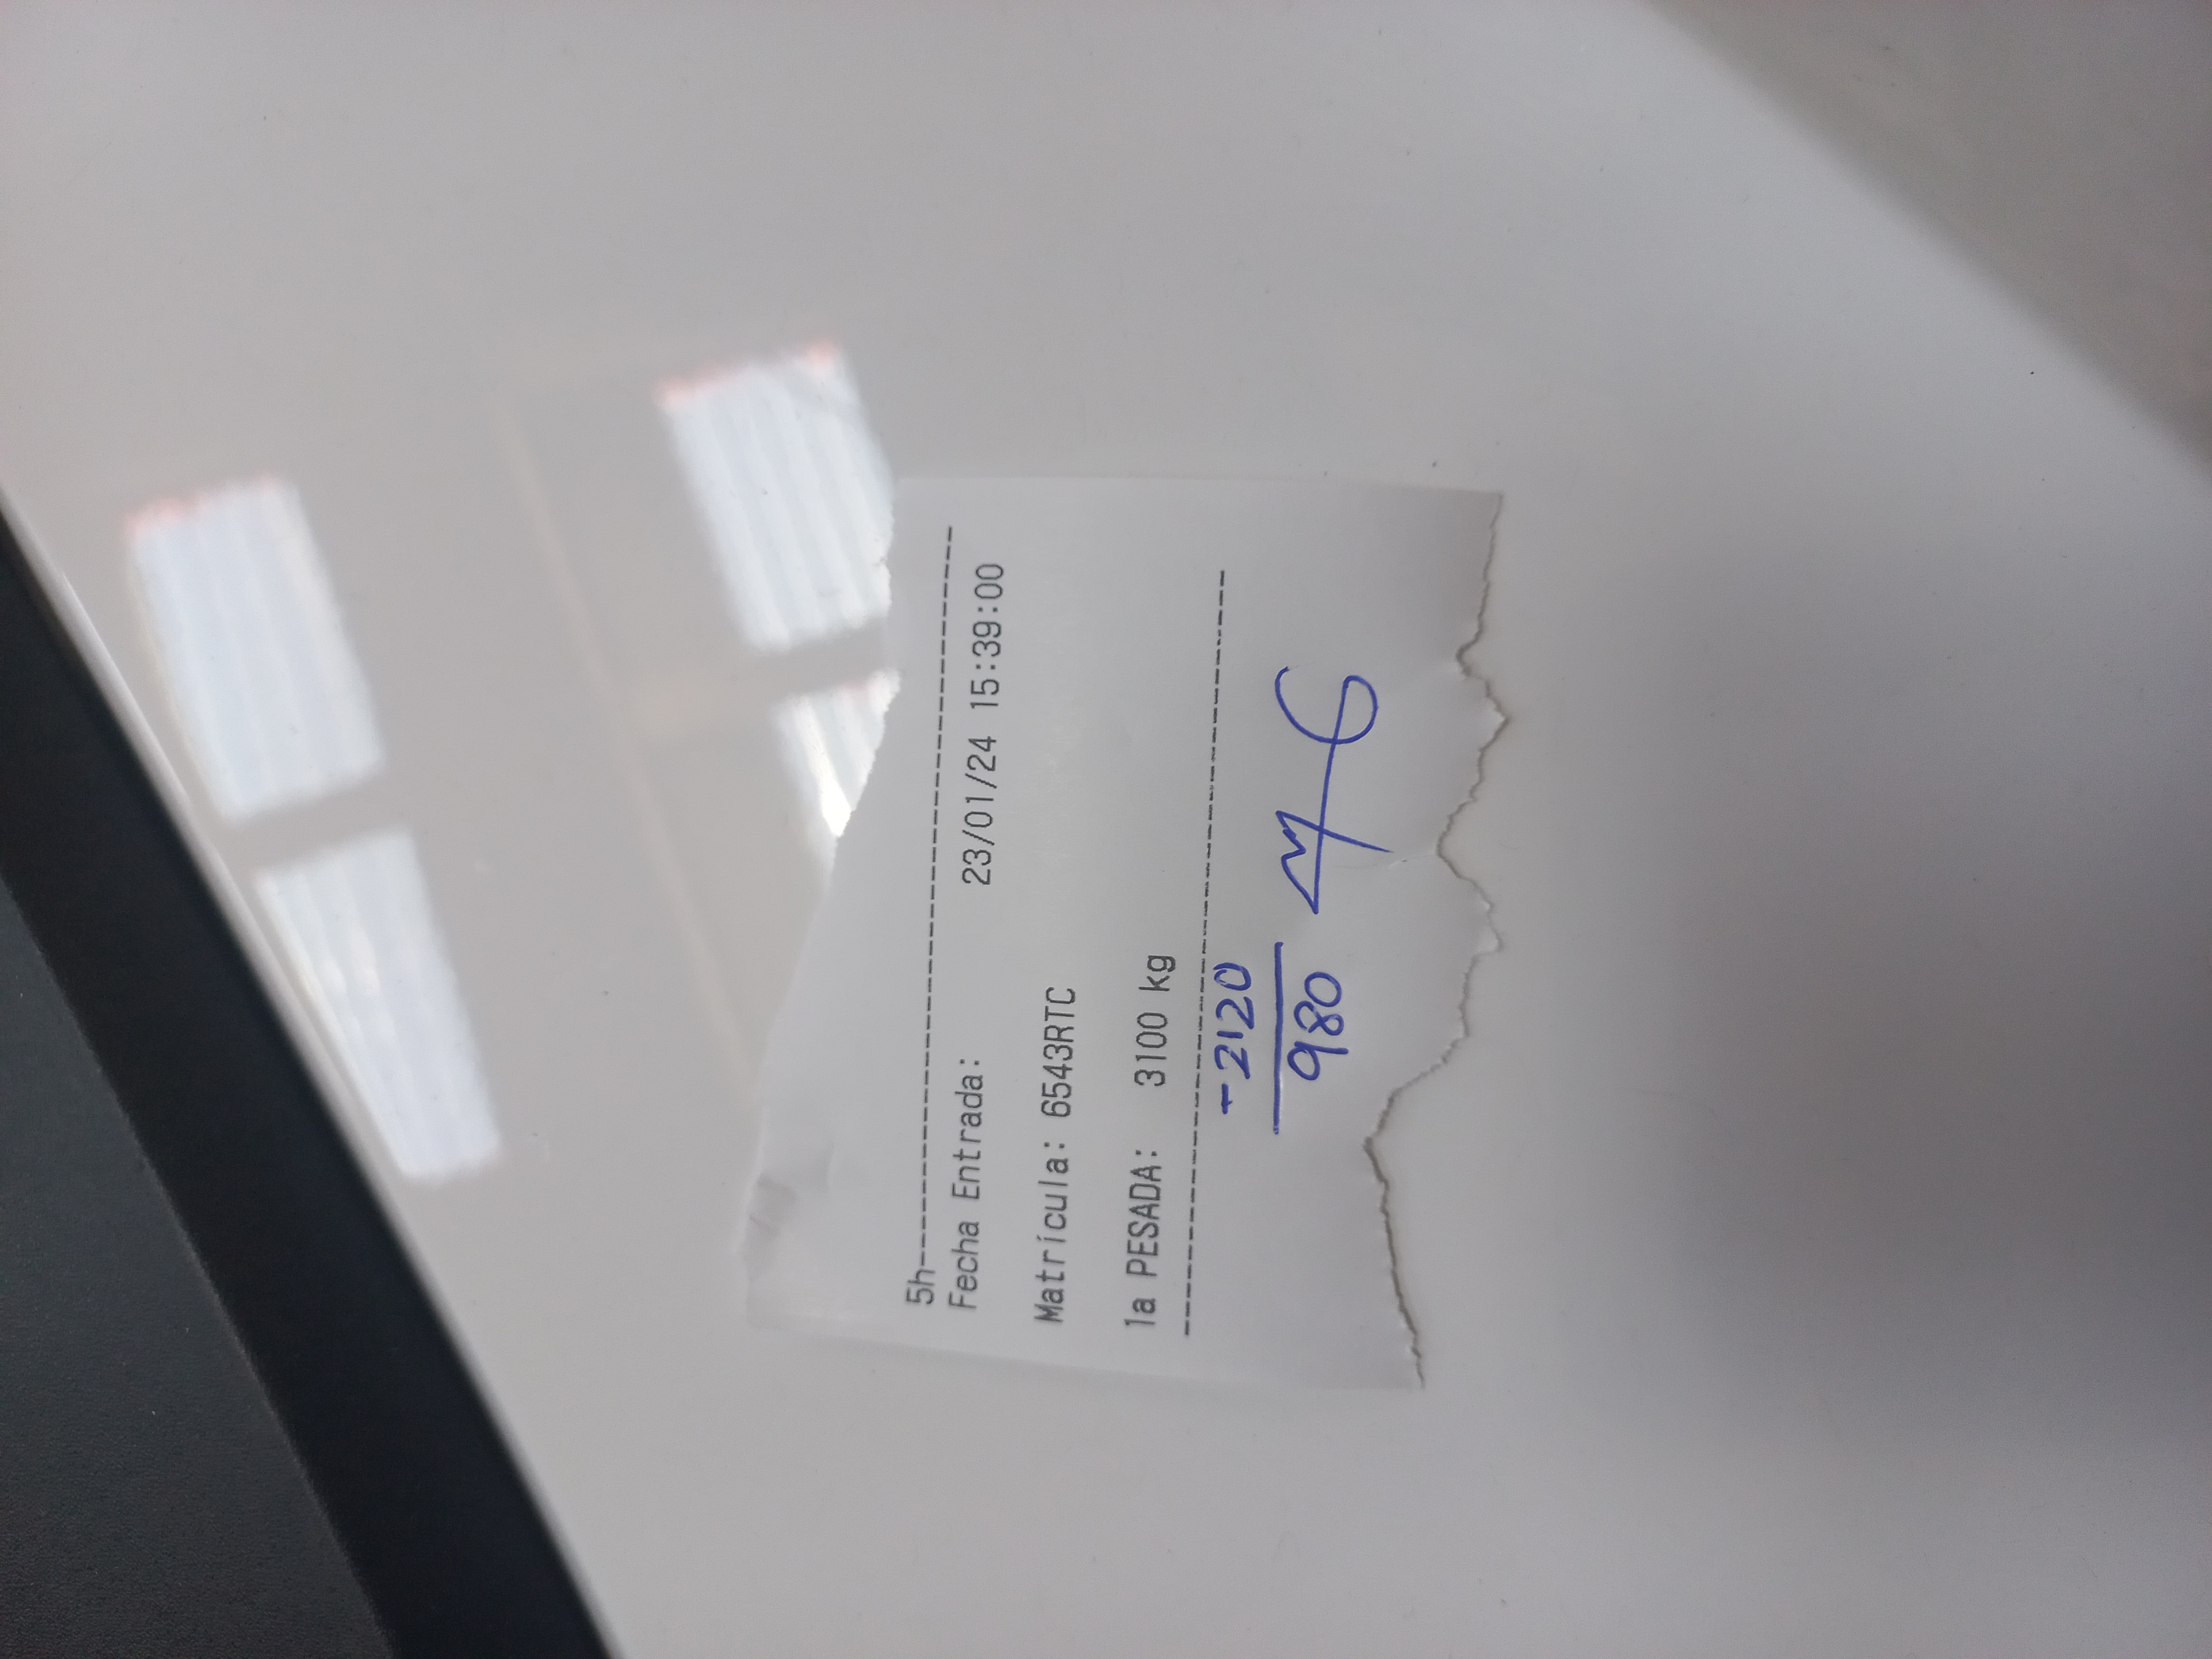 5h------------------------------------------
Fecha Entrada: 23/01/24 15:39:00
Matrícula: 6543RTC
1a PESADA: 3100 kg
--------------------------------------------
-2120
980